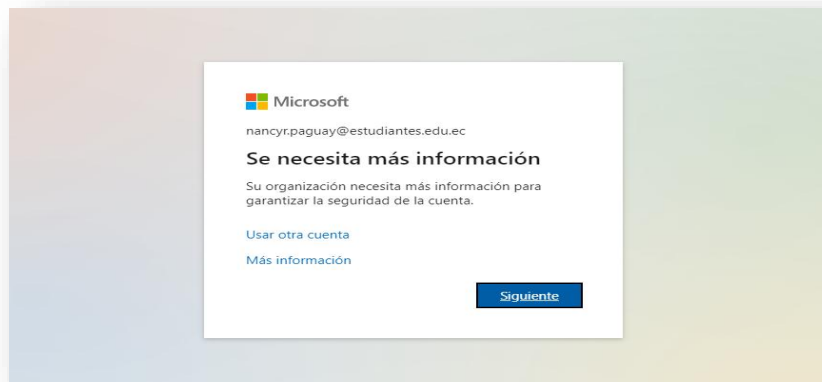 Microsoft
nancyr.paguay@estudiantes.edu.ec
Se necesita más información
Su organización necesita más información para
garantizar la seguridad de la cuenta.
Usar otra cuenta
Más información
Siguiente